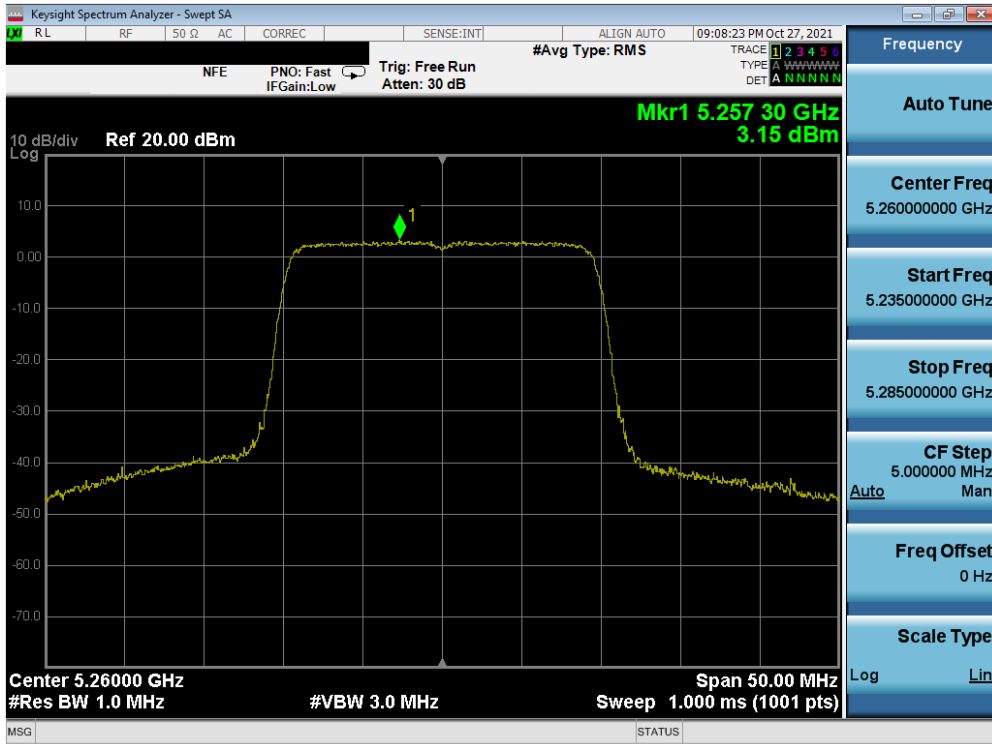 Keysight Spectrum Analyzer - Swept SA
LXI RL RF 50 Ω AC CORREC SENSE:INT ALIGN AUTO 09:08:23 PM Oct 27, 2021
#Avg Type: RMS TRACE 1 2 3 4 5 6
NFE PNO: Fast Trig: Free Run TYPE A WWWWW
IFGain:Low Atten: 30 dB DET A N N N N N
Mkr1 5.257 30 GHz
3.15 dBm
10 dB/div Ref 20.00 dBm
Log
1
10.0
0.00
-10.0
-20.0
-30.0
-40.0
-50.0
-60.0
-70.0
Center 5.26000 GHz Span 50.00 MHz
#Res BW 1.0 MHz #VBW 3.0 MHz Sweep 1.000 ms (1001 pts)
MSG STATUS
Frequency
Auto Tune
Center Freq
5.260000000 GHz
Start Freq
5.235000000 GHz
Stop Freq
5.285000000 GHz
CF Step
5.000000 MHz
Auto Man
Freq Offset
0 Hz
Scale Type
Log Lin